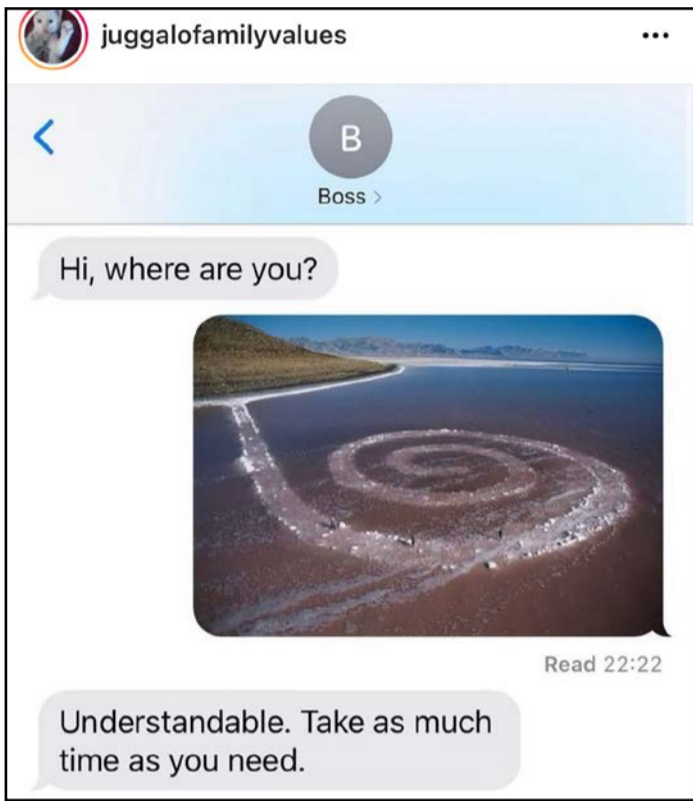 juggalofamilyvalues
B
Boss
Hi, where are you?
Read 22:22
Understandable. Take as much
time as you need.